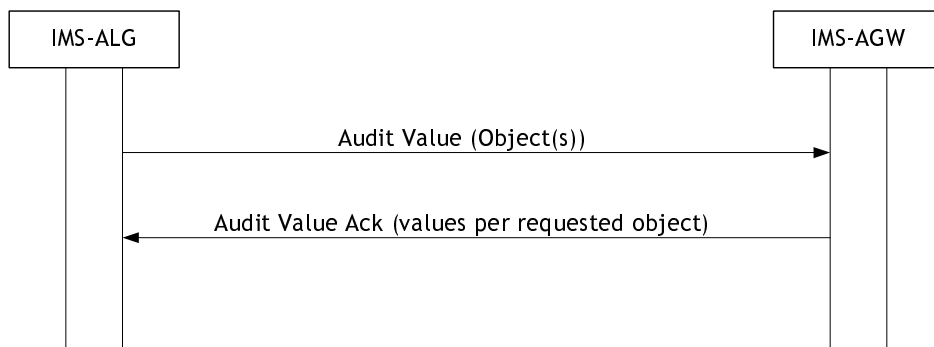 IMS-ALG
IMS-AGW
Audit Value (Object(s))
Audit Value Ack (values per requested object)